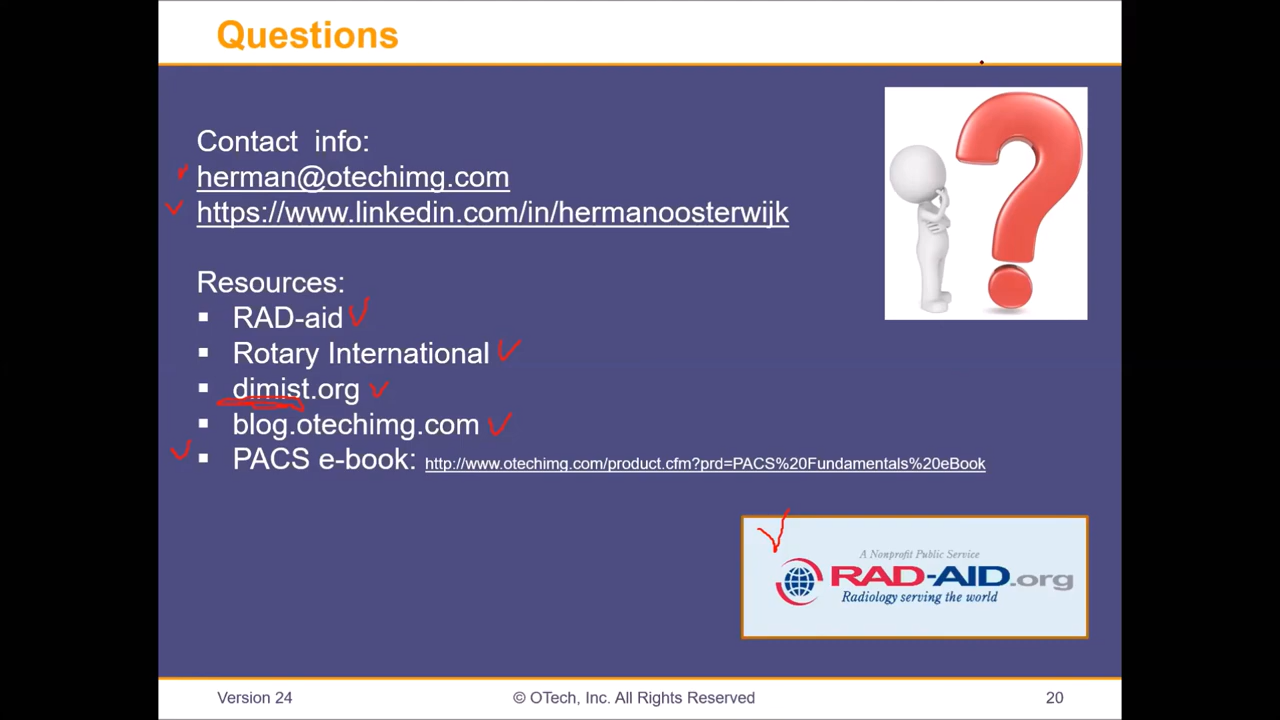 Questions
Contact info:
herman@otechimg.com
https://www.linkedin.com/in/hermanoosterwijk
Resources:
▪ RAD-aid
▪ Rotary International
▪ dimist.org
▪ blog.otechimg.com
▪ PACS e-book: http://www.otechimg.com/product.cfm?prd=PACS%20Fundamentals%20eBook
A Nonprofit Public Service
RAD-AID.org
Radiology serving the world
Version 24
© OTech, Inc. All Rights Reserved
20